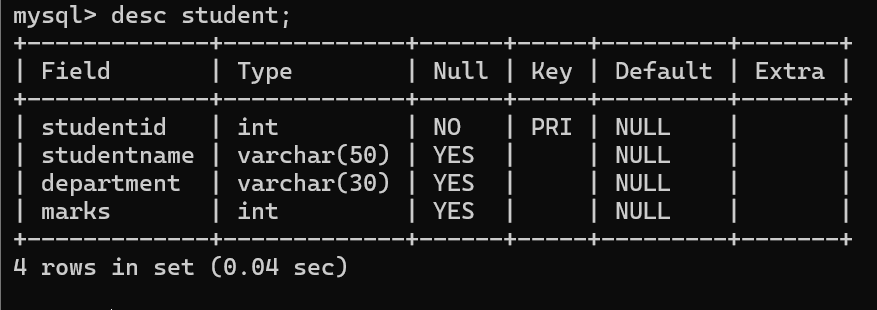 mysql> desc student;
+-------------+-------------+------+-----+---------+-------+
| Field       | Type        | Null | Key | Default | Extra |
+-------------+-------------+------+-----+---------+-------+
| studentid   | int         | NO   | PRI | NULL    |       |
| studentname | varchar(50) | YES  |     | NULL    |       |
| department  | varchar(30) | YES  |     | NULL    |       |
| marks       | int         | YES  |     | NULL    |       |
+-------------+-------------+------+-----+---------+-------+
4 rows in set (0.04 sec)